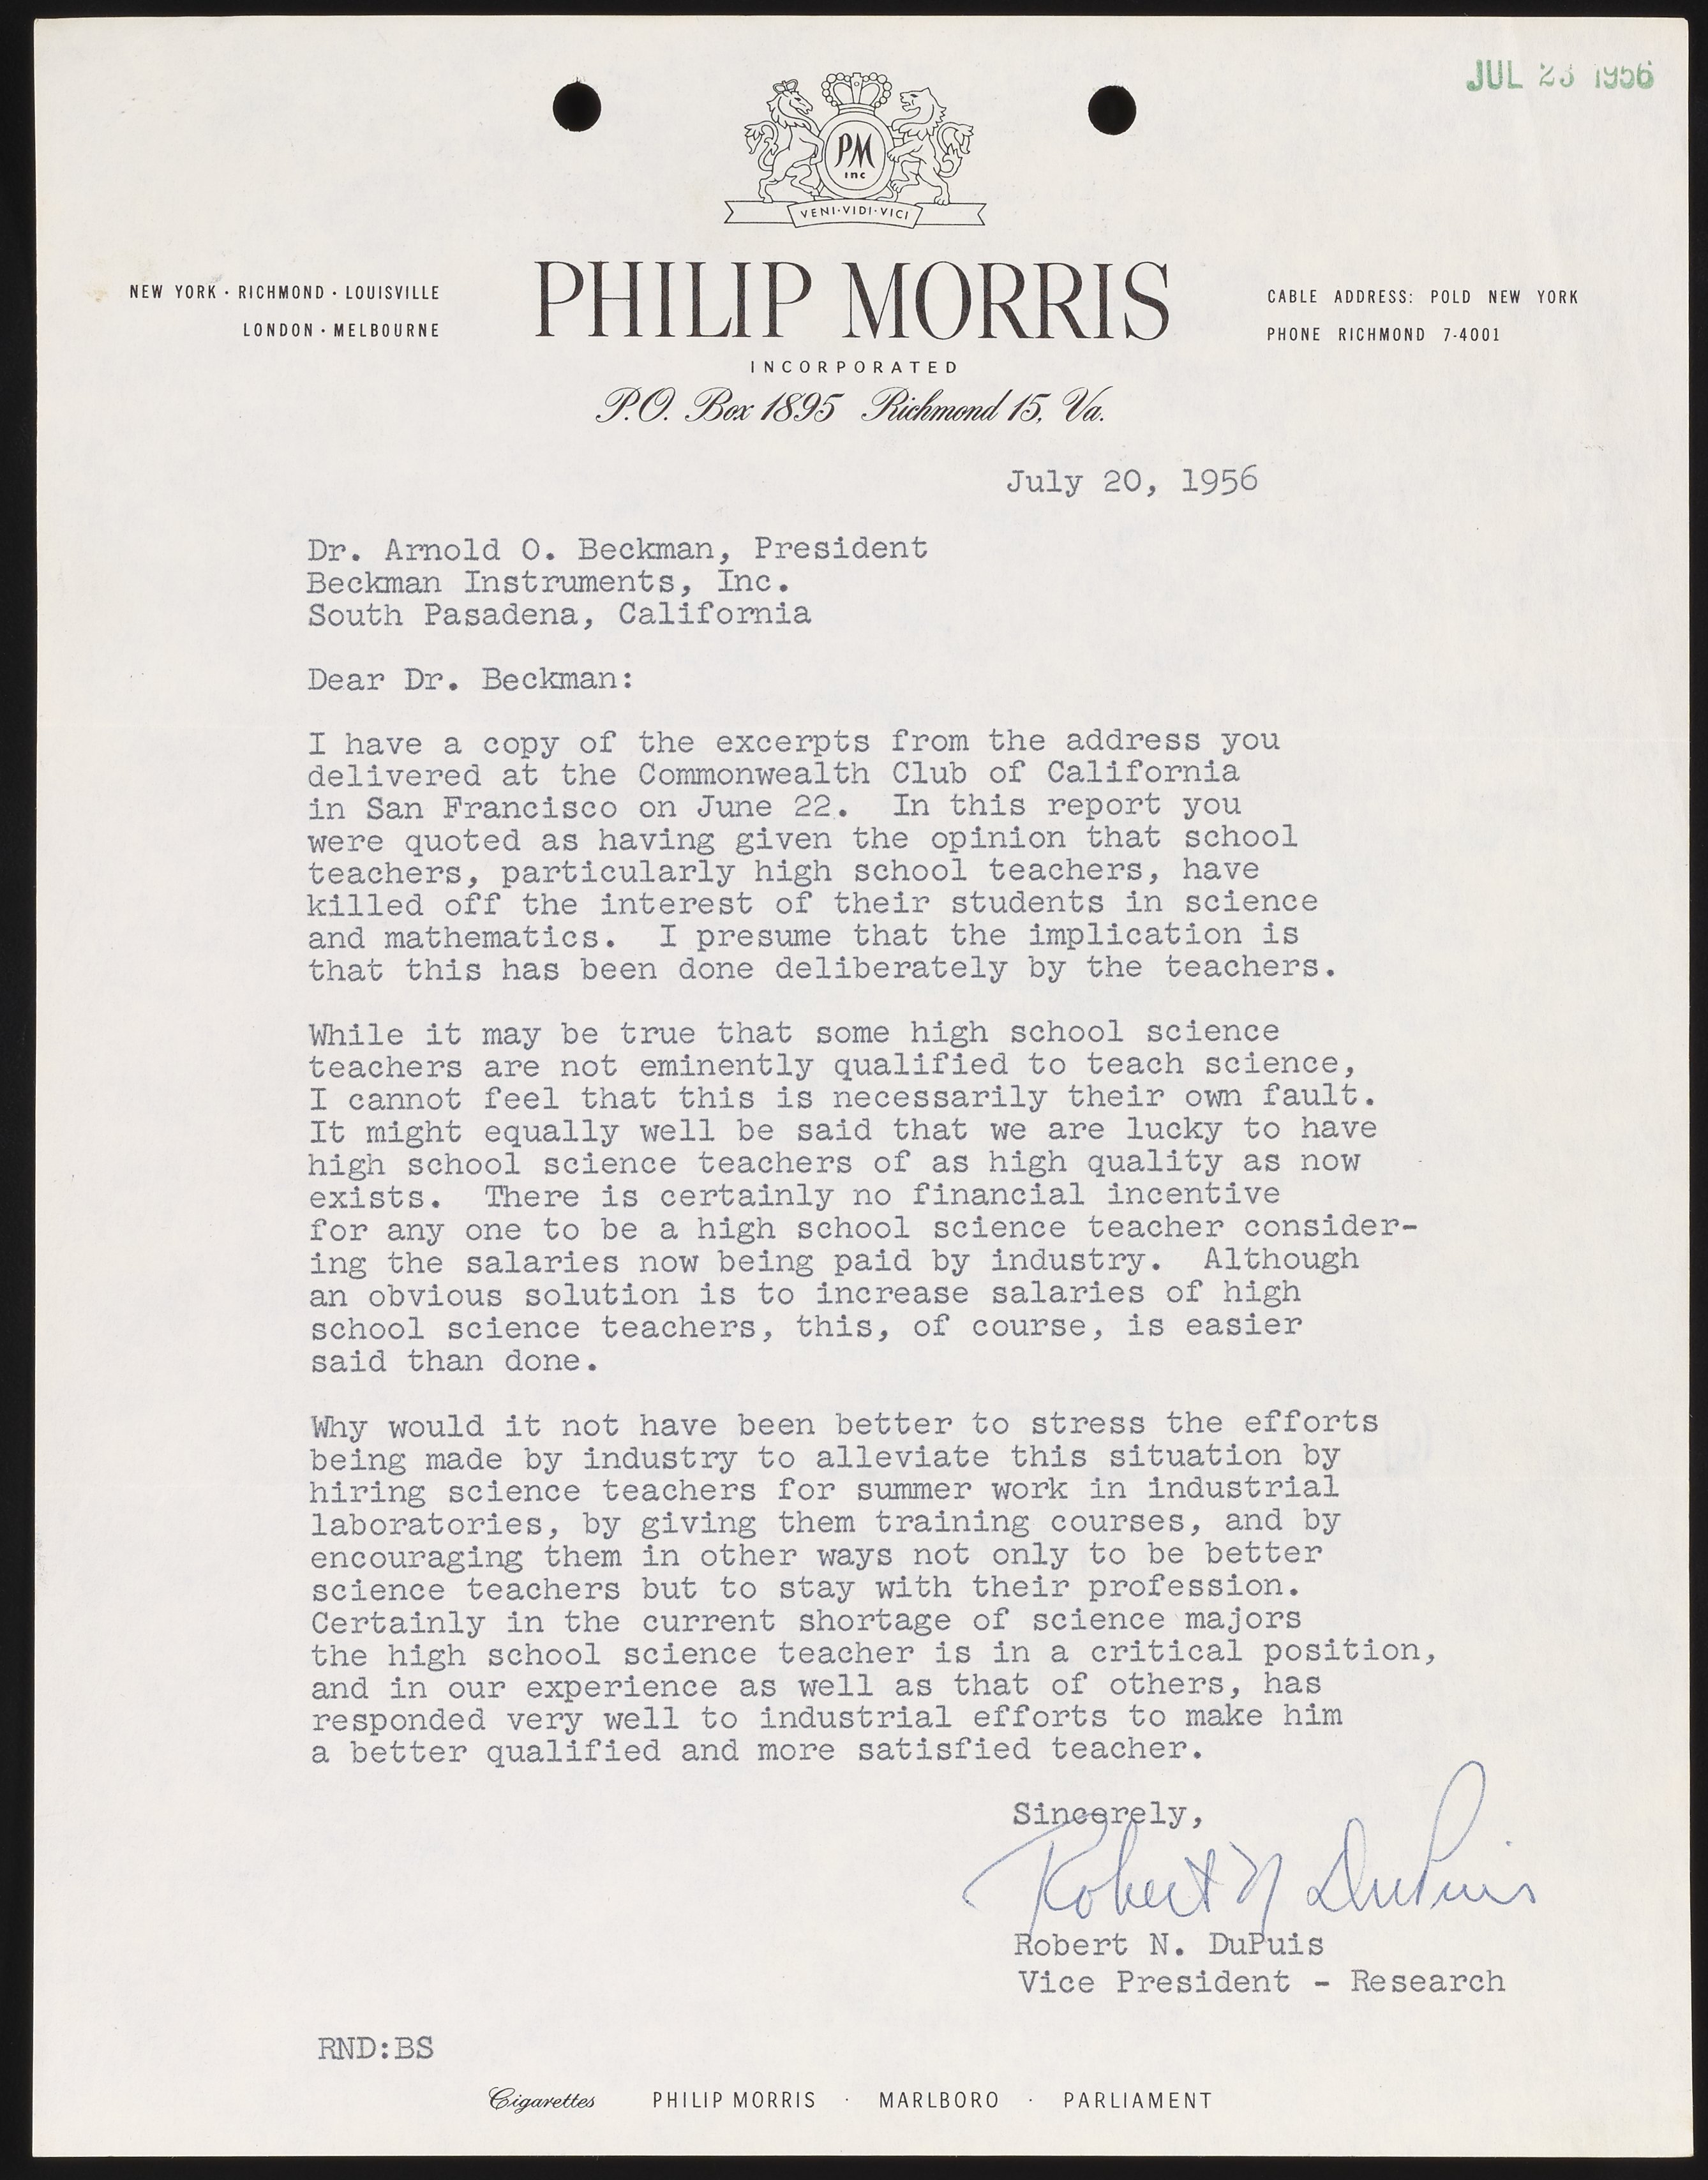 JUL 23 1956
PM
inc
VENI·VIDI·VICI
NEW YORK · RICHMOND · LOUISVILLE
LONDON · MELBOURNE
PHILIP MORRIS
INCORPORATED
P.O. Box 1895 Richmond 15, Va.
CABLE ADDRESS: POLD NEW YORK
PHONE RICHMOND 7-4001
July 20, 1956
Dr. Arnold O. Beckman, President
Beckman Instruments, Inc.
South Pasadena, California
Dear Dr. Beckman:
I have a copy of the excerpts from the address you
delivered at the Commonwealth Club of California
in San Francisco on June 22. In this report you
were quoted as having given the opinion that school
teachers, particularly high school teachers, have
killed off the interest of their students in science
and mathematics. I presume that the implication is
that this has been done deliberately by the teachers.
While it may be true that some high school science
teachers are not eminently qualified to teach science,
I cannot feel that this is necessarily their own fault.
It might equally well be said that we are lucky to have
high school science teachers of as high quality as now
exists. There is certainly no financial incentive
for any one to be a high school science teacher consider-
ing the salaries now being paid by industry. Although
an obvious solution is to increase salaries of high
school science teachers, this, of course, is easier
said than done.
Why would it not have been better to stress the efforts
being made by industry to alleviate this situation by
hiring science teachers for summer work in industrial
laboratories, by giving them training courses, and by
encouraging them in other ways not only to be better
science teachers but to stay with their profession.
Certainly in the current shortage of science majors
the high school science teacher is in a critical position,
and in our experience as well as that of others, has
responded very well to industrial efforts to make him
a better qualified and more satisfied teacher.
Sincerely,
Robert N DuPuis
Robert N. DuPuis
Vice President - Research
RND:BS
Cigarettes PHILIP MORRIS · MARLBORO · PARLIAMENT